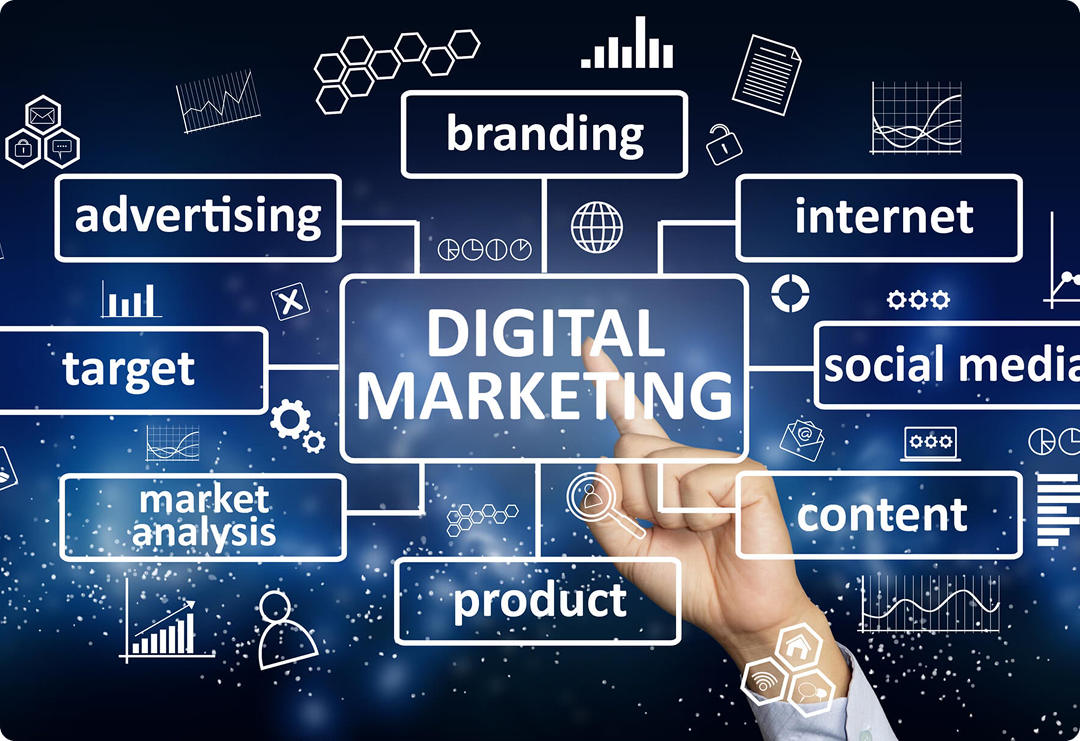 branding
advertising
internet
DIGITAL
MARKETING
target
social media
market
analysis
content
product